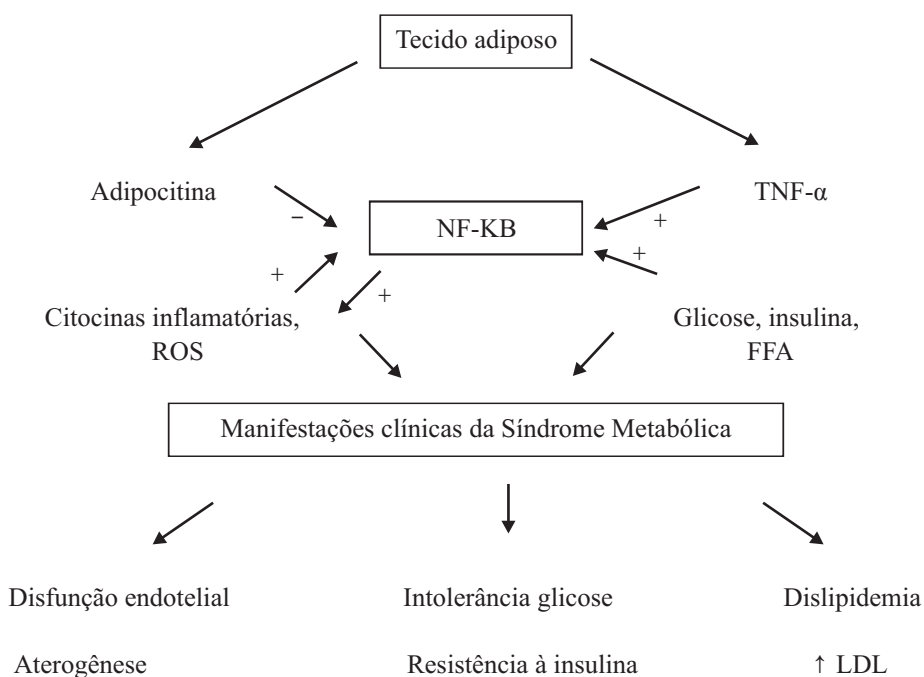 Tecido adiposo
Adipocitina
TNF-α
−
NF-KB
+
+
+
+
Citocinas inflamatórias,
ROS
Glicose, insulina,
FFA
Manifestações clínicas da Síndrome Metabólica
Disfunção endotelial
Intolerância glicose
Dislipidemia
Aterogênese
Resistência à insulina
↑ LDL